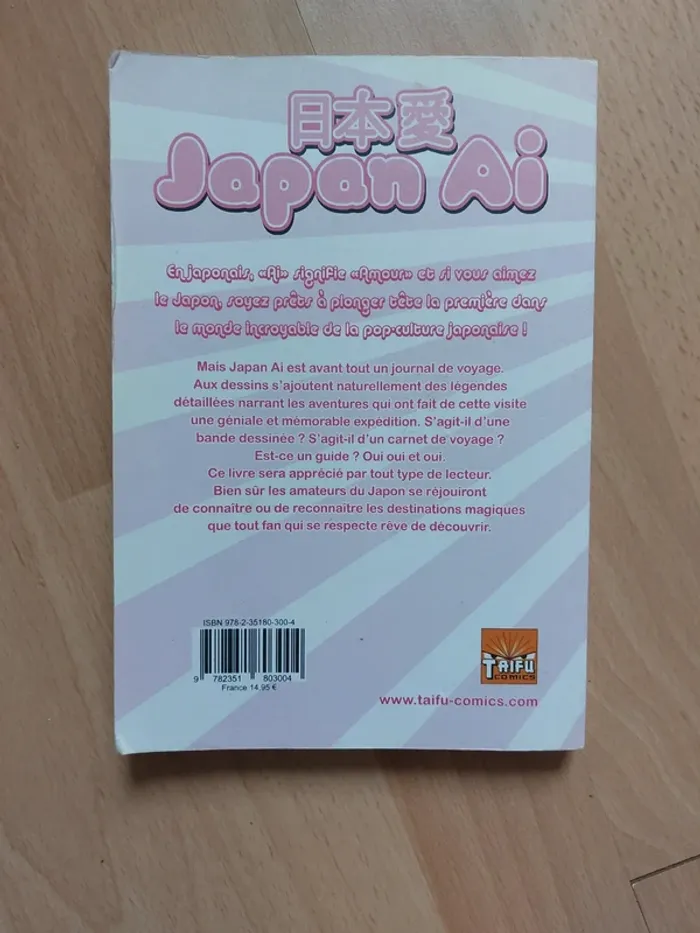 日本愛
Japan Ai
En japonais, «Ai» signifie «Amour» et si vous aimez
le Japon, soyez prêts à plonger tête la première dans
le monde incroyable de la pop-culture japonaise !
Mais Japan Ai est avant tout un journal de voyage.
Aux dessins s'ajoutent naturellement des légendes
détaillées narrant les aventures qui ont fait de cette visite
une géniale et mémorable expédition. S'agit-il d'une
bande dessinée ? S'agit-il d'un carnet de voyage ?
Est-ce un guide ? Oui oui et oui.
Ce livre sera apprécié par tout type de lecteur.
Bien sûr les amateurs du Japon se réjouiront
de connaître ou de reconnaître les destinations magiques
que tout fan qui se respecte rêve de découvrir.
ISBN 978-2-35180-300-4
9 782351 803004
France 14,95 €
TAIFU
COMICS
www.taifu-comics.com